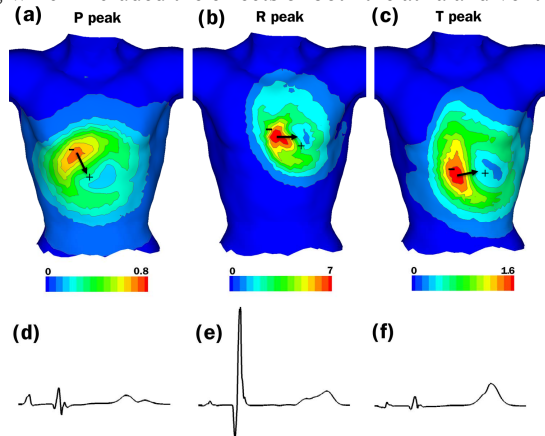 (a) P peak
(b) R peak
(c) T peak
- +
- +
- +
0 0.8
0 7
0 1.6
(d)
(e)
(f)